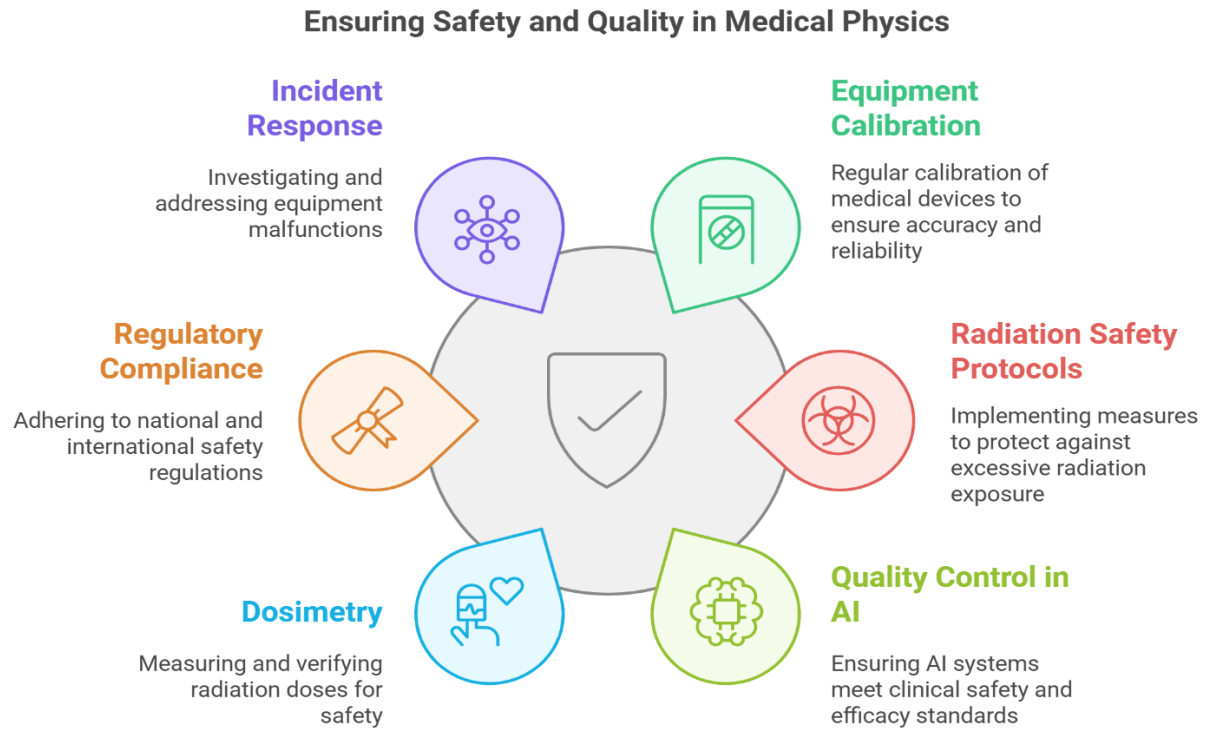 Ensuring Safety and Quality in Medical Physics
Incident
Response
Investigating and
addressing equipment
malfunctions
Equipment
Calibration
Regular calibration of
medical devices to
ensure accuracy and
reliability
Regulatory
Compliance
Adhering to national and
international safety
regulations
Radiation Safety
Protocols
Implementing measures
to protect against
excessive radiation
exposure
Dosimetry
Measuring and verifying
radiation doses for
safety
Quality Control in
AI
Ensuring AI systems
meet clinical safety and
efficacy standards